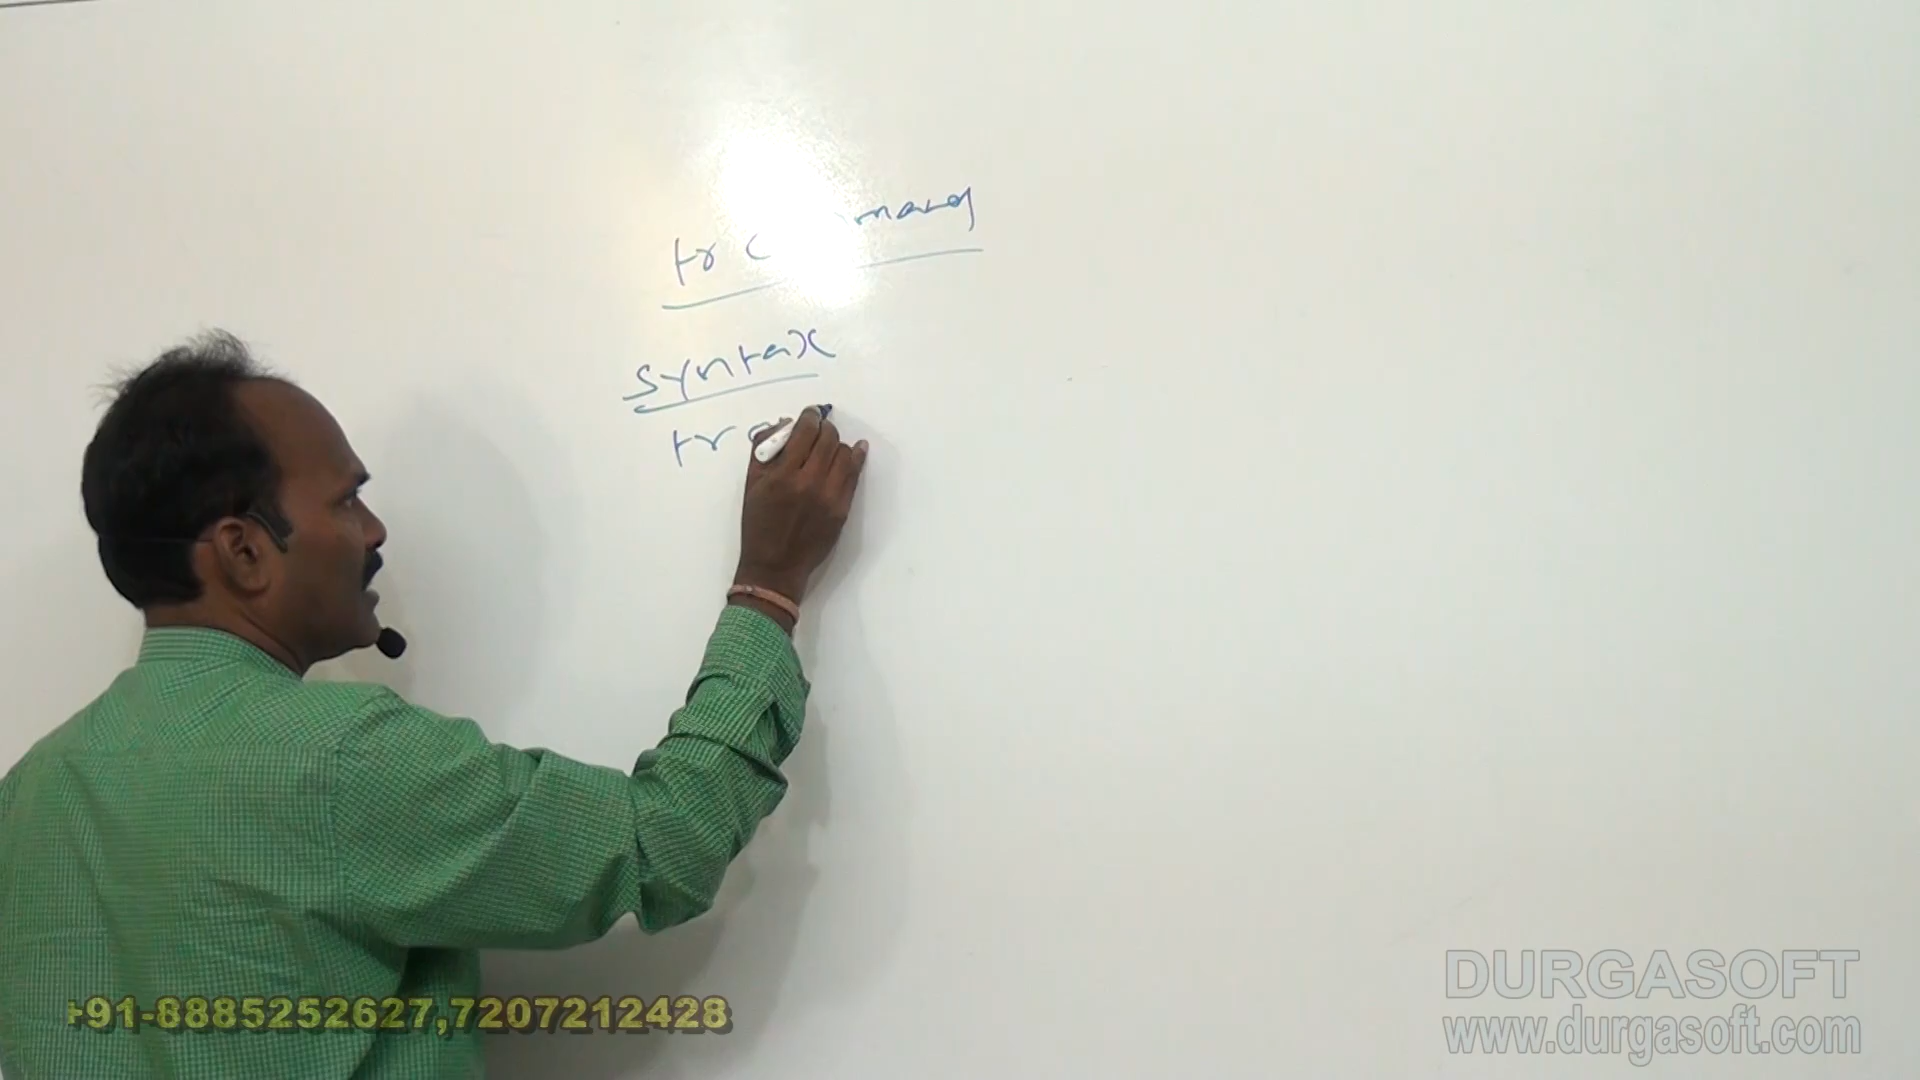 tr command
syntax
tr
DURGASOFT
www.durgasoft.com
+91-8885252627,7207212428